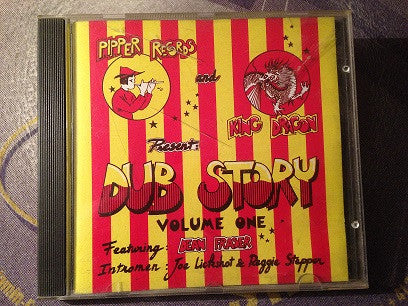 PIPPER RECORDS
and
KING DRAGON
Present:
DUB STORY
VOLUME ONE
Featuring: DEAN FRASER
Intromen: Joe Lickshot & Reggie Stepper